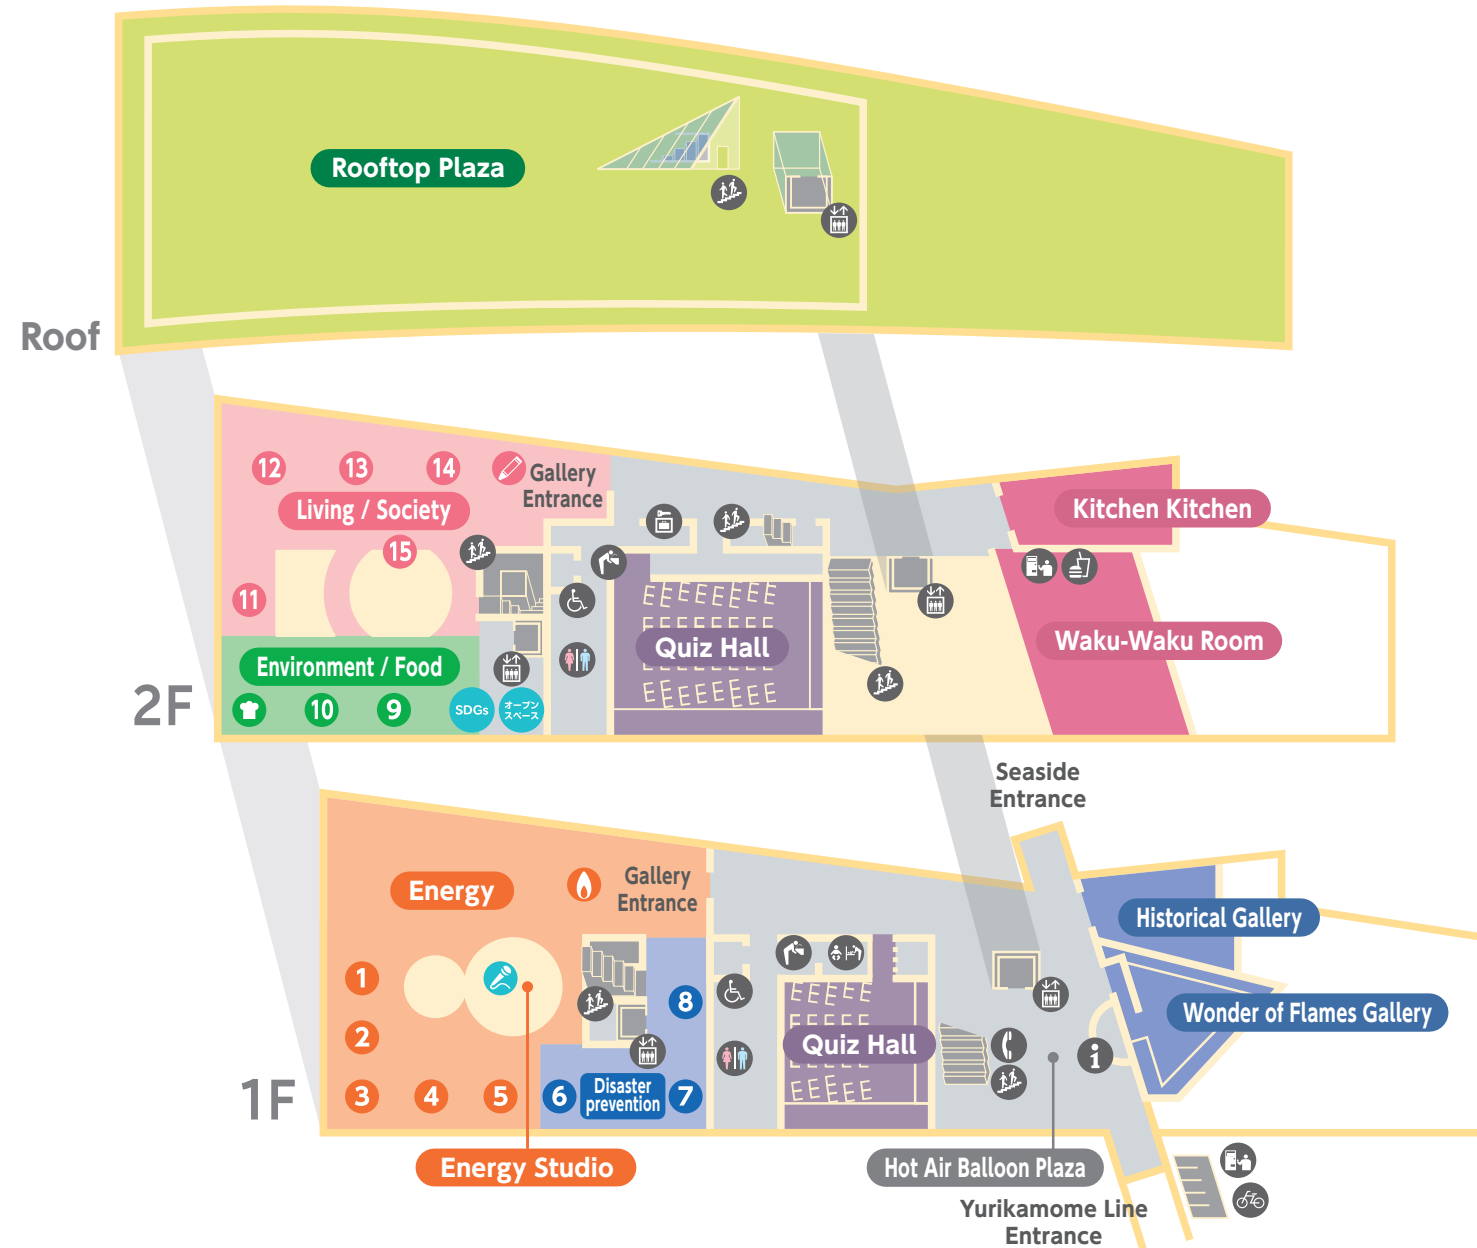 Rooftop Plaza
Roof
12
13
14
Gallery
Entrance
Living / Society
15
11
Kitchen Kitchen
Environment / Food
10
9
SDGs
オープン
スペース
Quiz Hall
Waku-Waku Room
2F
Seaside
Entrance
Energy
Gallery
Entrance
Historical Gallery
1
2
3
4
5
6
Disaster
prevention
7
8
Quiz Hall
i
Wonder of Flames Gallery
1F
Energy Studio
Hot Air Balloon Plaza
Yurikamome Line
Entrance